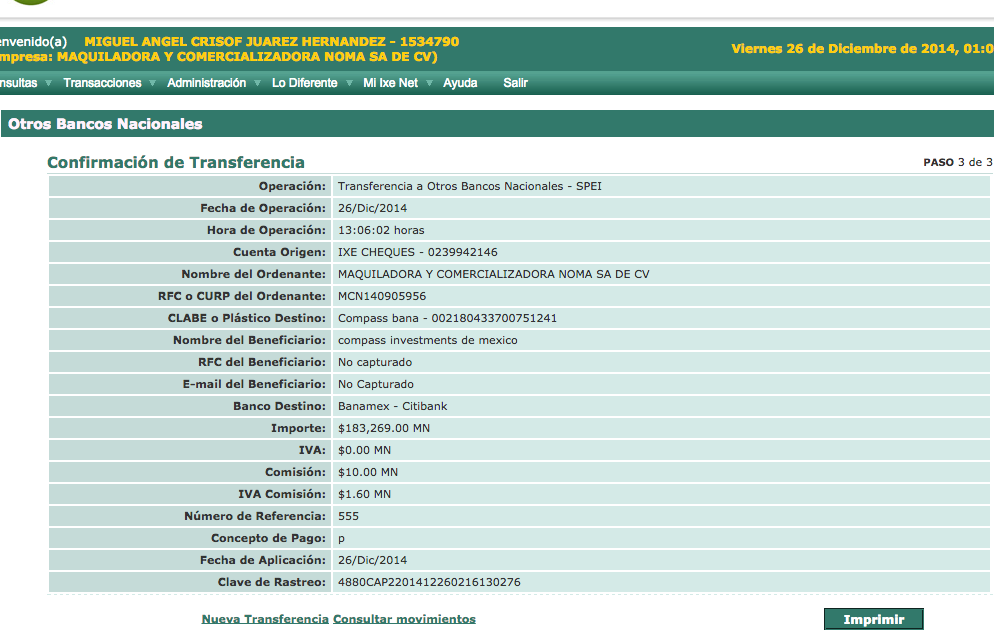 envenido(a) MIGUEL ANGEL CRISOF JUAREZ HERNANDEZ - 1534790
mpresa: MAQUILADORA Y COMERCIALIZADORA NOMA SA DE CV)
Viernes 26 de Diciembre de 2014, 01:0
nsultas Transacciones Administración Lo Diferente Mi Ixe Net Ayuda Salir
Otros Bancos Nacionales
Confirmación de Transferencia PASO 3 de 3
Operación: Transferencia a Otros Bancos Nacionales - SPEI
Fecha de Operación: 26/Dic/2014
Hora de Operación: 13:06:02 horas
Cuenta Origen: IXE CHEQUES - 0239942146
Nombre del Ordenante: MAQUILADORA Y COMERCIALIZADORA NOMA SA DE CV
RFC o CURP del Ordenante: MCN140905956
CLABE o Plástico Destino: Compass bana - 002180433700751241
Nombre del Beneficiario: compass investments de mexico
RFC del Beneficiario: No capturado
E-mail del Beneficiario: No Capturado
Banco Destino: Banamex - Citibank
Importe: $183,269.00 MN
IVA: $0.00 MN
Comisión: $10.00 MN
IVA Comisión: $1.60 MN
Número de Referencia: 555
Concepto de Pago: p
Fecha de Aplicación: 26/Dic/2014
Clave de Rastreo: 4880CAP2201412260216130276
Nueva Transferencia Consultar movimientos Imprimir